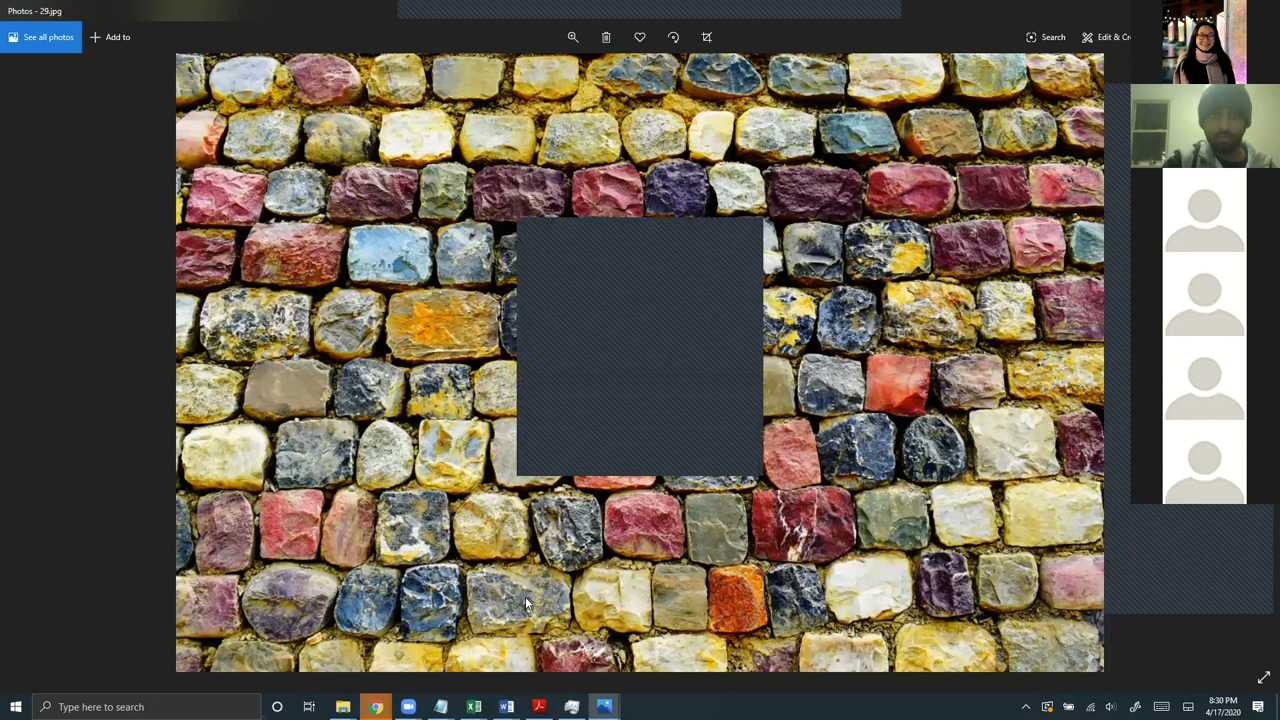 Photos - 29.jpg
See all photos
Add to
Search
Edit & Cr
Type here to search
8:30 PM
4/17/2020